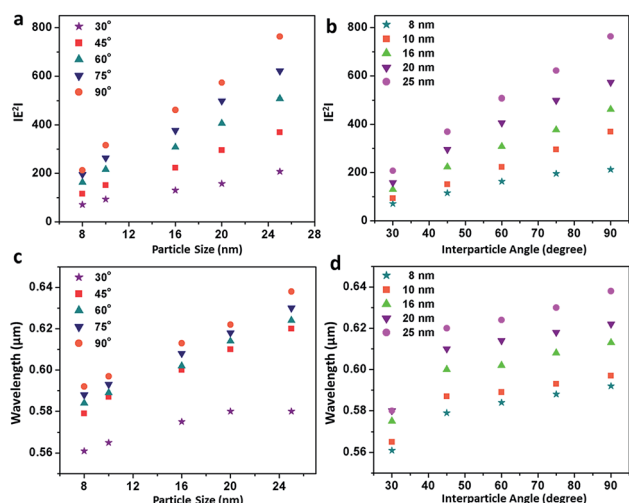 a
800
600
400
200
0
IE²I
30°
45°
60°
75°
90°
8 12 16 20 24 28
Particle Size (nm)
b
800
600
400
200
0
IE²I
8 nm
10 nm
16 nm
20 nm
25 nm
30 40 50 60 70 80 90
Interparticle Angle (degree)
c
0.64
0.62
0.60
0.58
0.56
Wavelength (μm)
30°
45°
60°
75°
90°
8 12 16 20 24
Particle Size (nm)
d
0.64
0.62
0.60
0.58
0.56
Wavelength (μm)
8 nm
10 nm
16 nm
20 nm
25 nm
30 40 50 60 70 80 90
Interparticle Angle (degree)